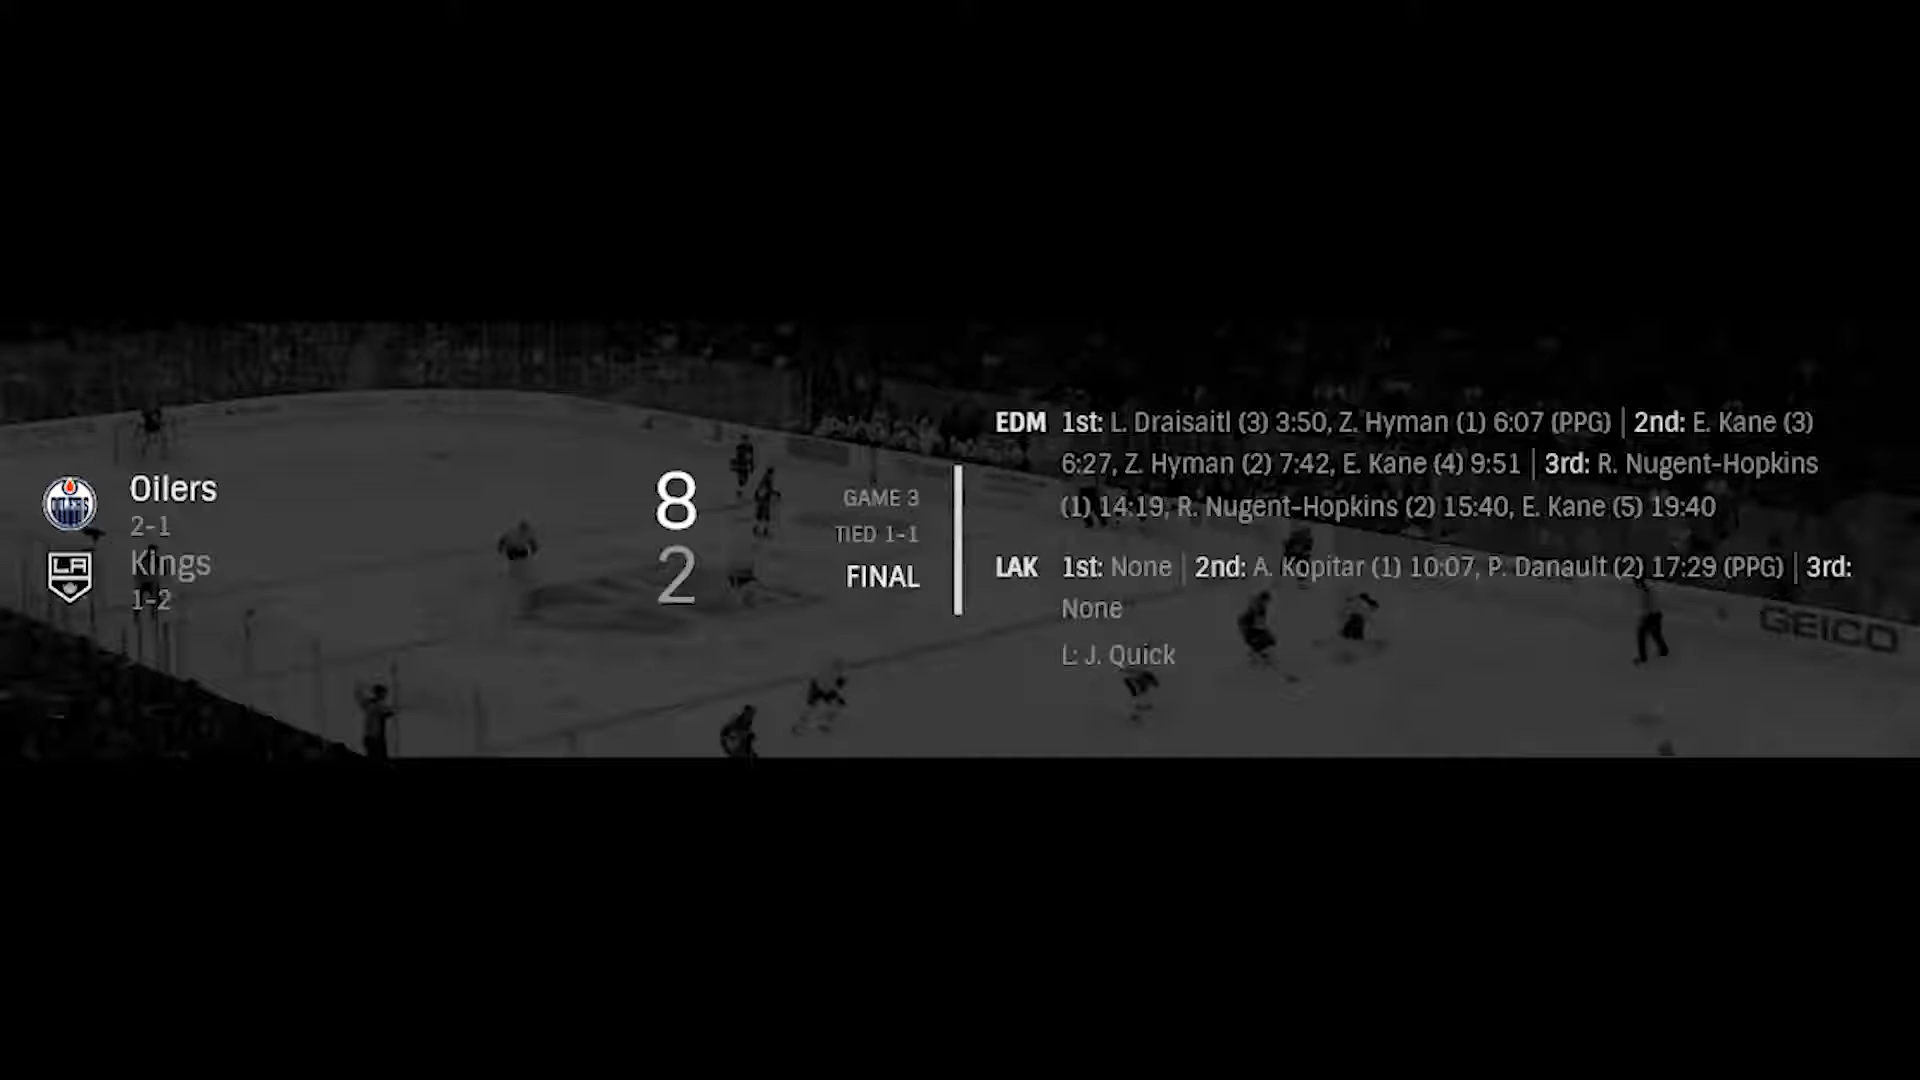 Oilers
2-1
Kings
1-2
8
2
GAME 3
TIED 1-1
FINAL
EDM 1st: L. Draisaitl (3) 3:50, Z. Hyman (1) 6:07 (PPG) | 2nd: E. Kane (3)
6:27, Z. Hyman (2) 7:42, E. Kane (4) 9:51 | 3rd: R. Nugent-Hopkins
(1) 14:19, R. Nugent-Hopkins (2) 15:40, E. Kane (5) 19:40
LAK 1st: None | 2nd: A. Kopitar (1) 10:07, P. Danault (2) 17:29 (PPG) | 3rd:
None
L: J. Quick
GEICO
OILERS
LA